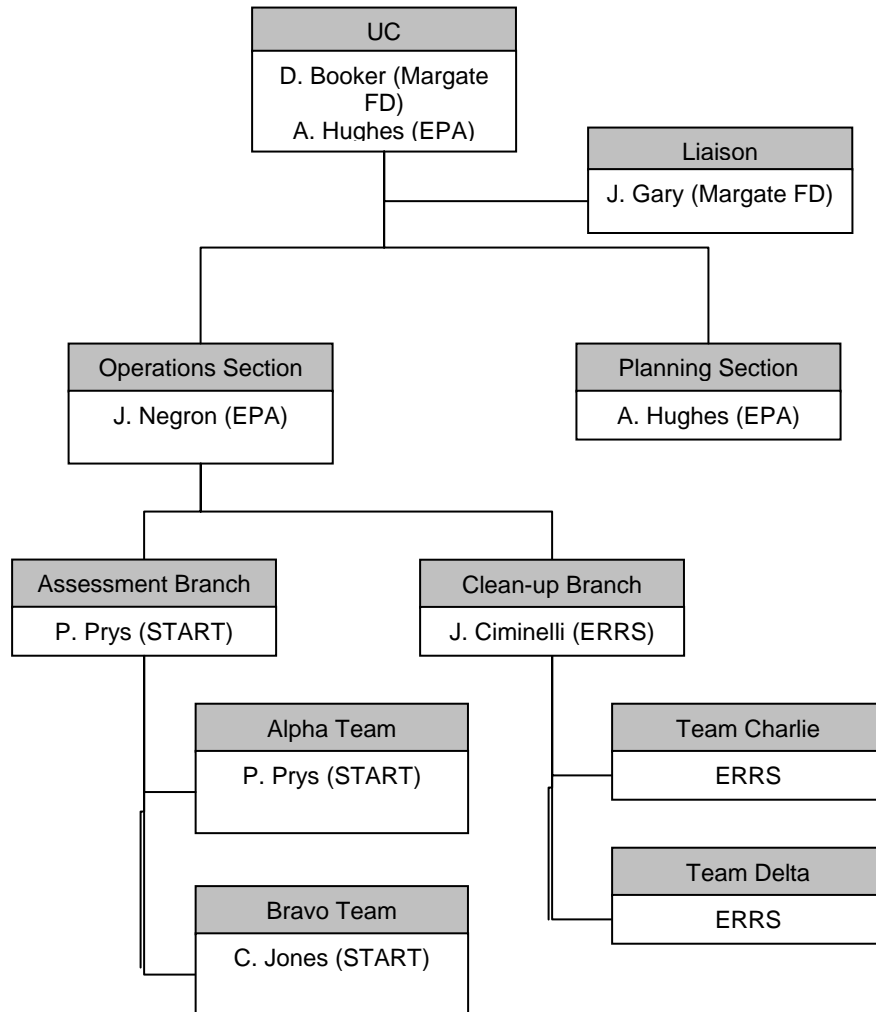 UC
D. Booker (Margate
FD)
A. Hughes (EPA)
Liaison
J. Gary (Margate FD)
Operations Section
J. Negron (EPA)
Planning Section
A. Hughes (EPA)
Assessment Branch
P. Prys (START)
Clean-up Branch
J. Ciminelli (ERRS)
Alpha Team
P. Prys (START)
Team Charlie
ERRS
Bravo Team
C. Jones (START)
Team Delta
ERRS